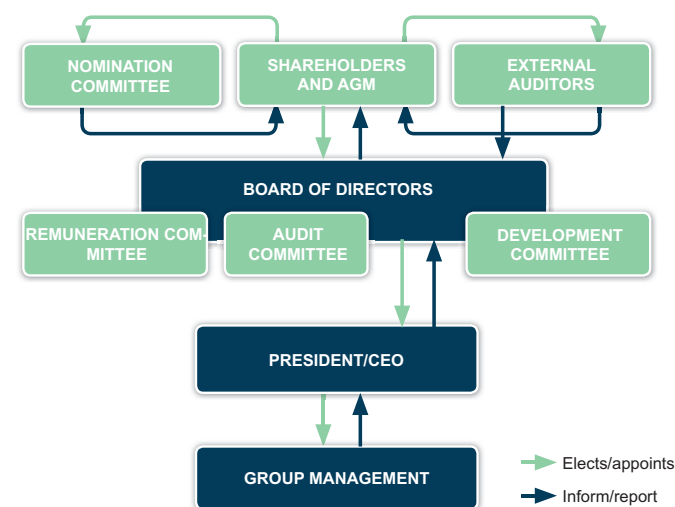 NOMINATION
COMMITTEE
SHAREHOLDERS
AND AGM
EXTERNAL
AUDITORS
BOARD OF DIRECTORS
REMUNERATION COM-
MITTEE
AUDIT
COMMITTEE
DEVELOPMENT
COMMITTEE
PRESIDENT/CEO
GROUP MANAGEMENT
Elects/appoints
Inform/report